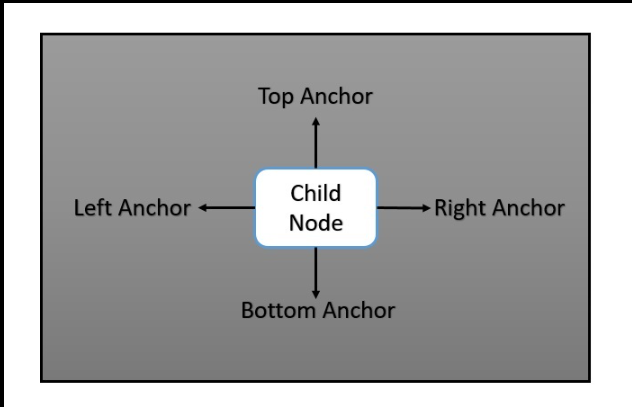 Top Anchor
Left Anchor
Child
Node
Right Anchor
Bottom Anchor